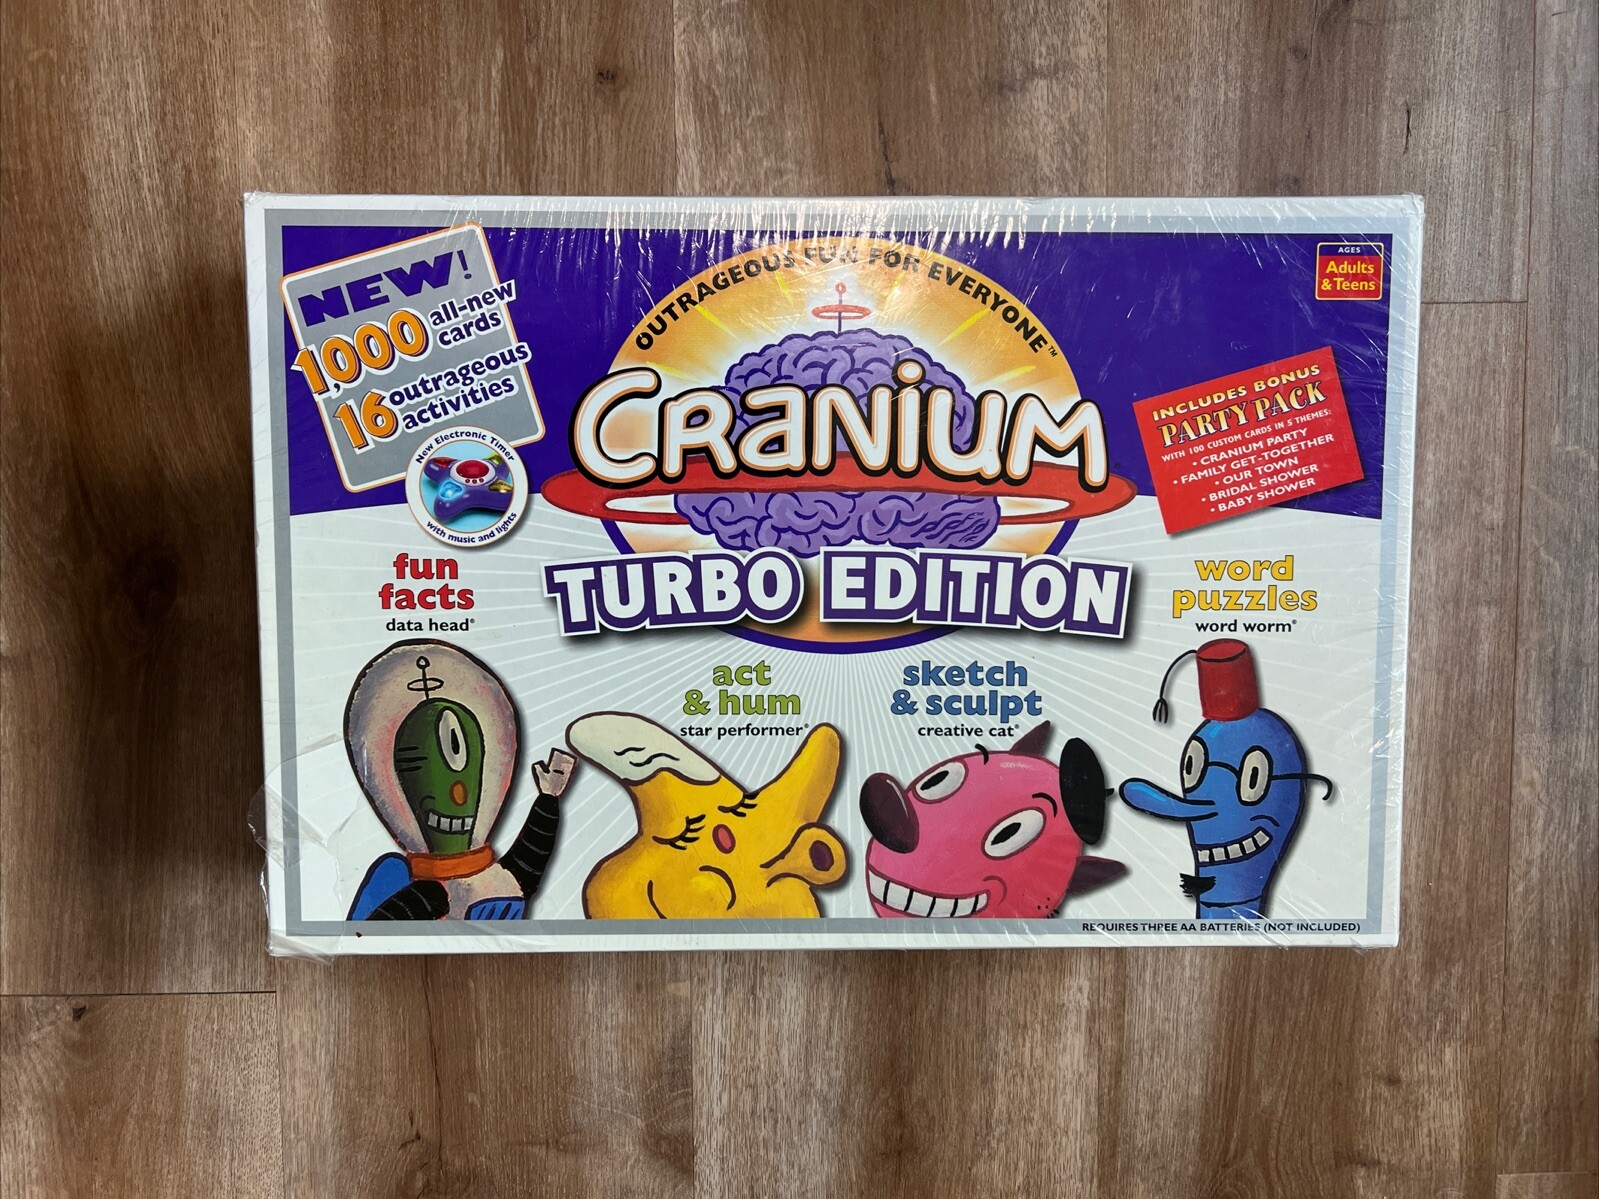 NEW!
1,000 all-new
cards
16 outrageous
activities
New Electronic Timer
with music and lights
OUTRAGEOUS FUN FOR EVERYONE™
CRANIUM
TURBO EDITION
AGES
Adults
& Teens
INCLUDES BONUS
PARTY PACK
WITH 100 CUSTOM CARDS IN 5 THEMES:
• CRANIUM PARTY
• FAMILY GET-TOGETHER
• OUR TOWN
• BRIDAL SHOWER
• BABY SHOWER
fun
facts
data head®
act
& hum
star performer®
sketch
& sculpt
creative cat®
word
puzzles
word worm®
REQUIRES THREE AA BATTERIES (NOT INCLUDED)